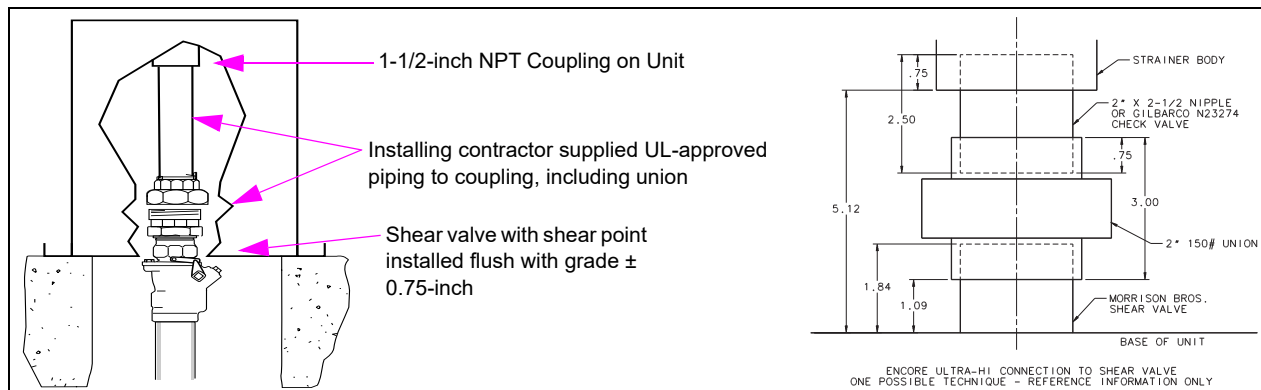 1-1/2-inch NPT Coupling on Unit
Installing contractor supplied UL-approved
piping to coupling, including union
Shear valve with shear point
installed flush with grade ±
0.75-inch
STRAINER BODY
.75
2" X 2-1/2 NIPPLE
OR GILBARCO N23274
CHECK VALVE
2.50
.75
5.12
3.00
2" 150# UNION
1.84
1.09
MORRISON BROS.
SHEAR VALVE
BASE OF UNIT
ENCORE ULTRA-HI CONNECTION TO SHEAR VALVE
ONE POSSIBLE TECHNIQUE - REFERENCE INFORMATION ONLY